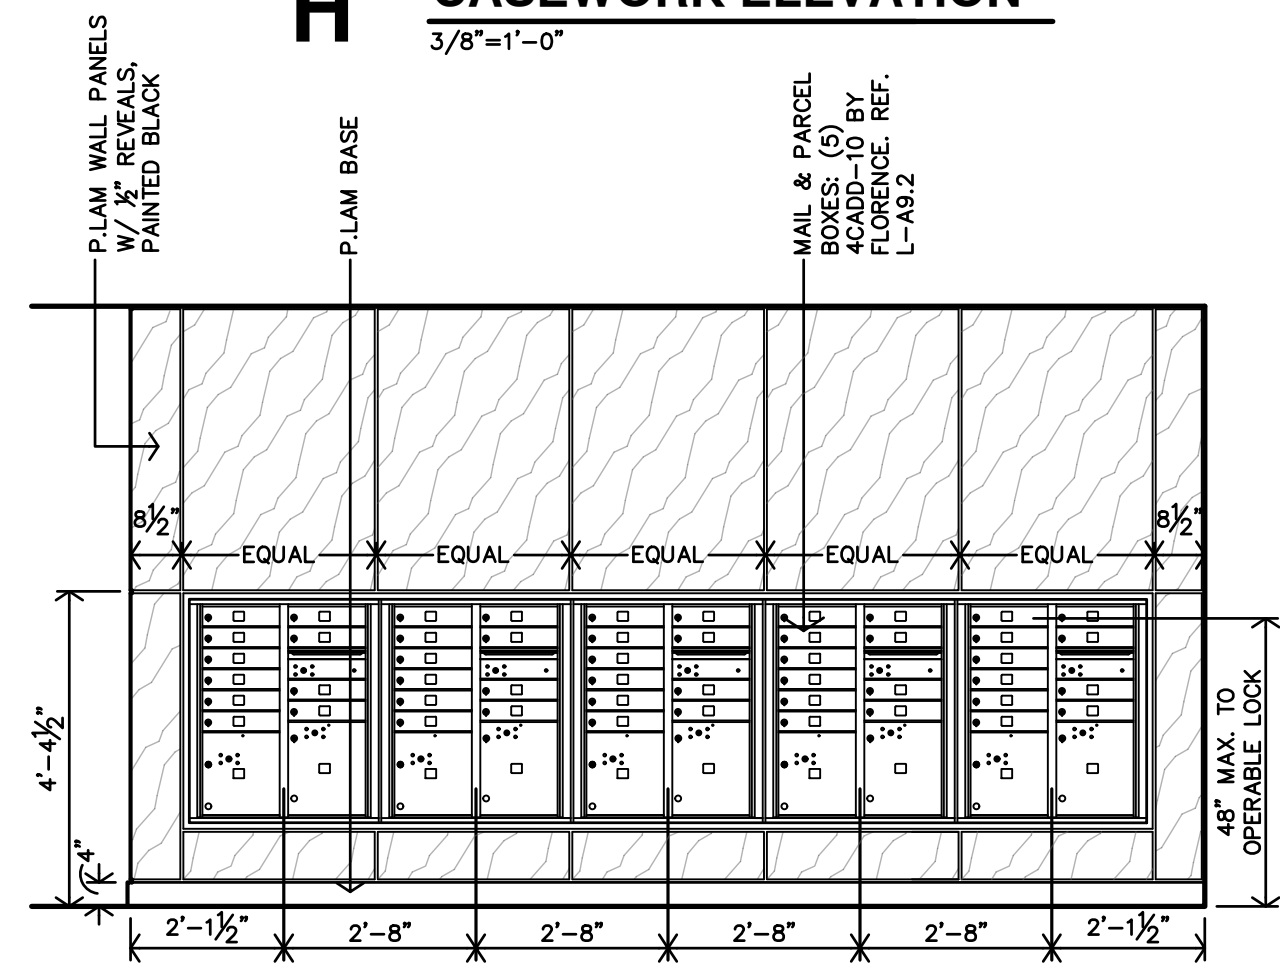 H
CASEWORK ELEVATION
3/8"=1'-0"
P.LAM WALL PANELS
W/ ½" REVEALS,
PAINTED BLACK
P.LAM BASE
MAIL & PARCEL
BOXES: (5)
4CADD-10 BY
FLORENCE. REF.
L-A9.2
8½"
EQUAL
EQUAL
EQUAL
EQUAL
EQUAL
8½"
4'-4½"
4"
48" MAX. TO
OPERABLE LOCK
2'-1½"
2'-8"
2'-8"
2'-8"
2'-8"
2'-1½"